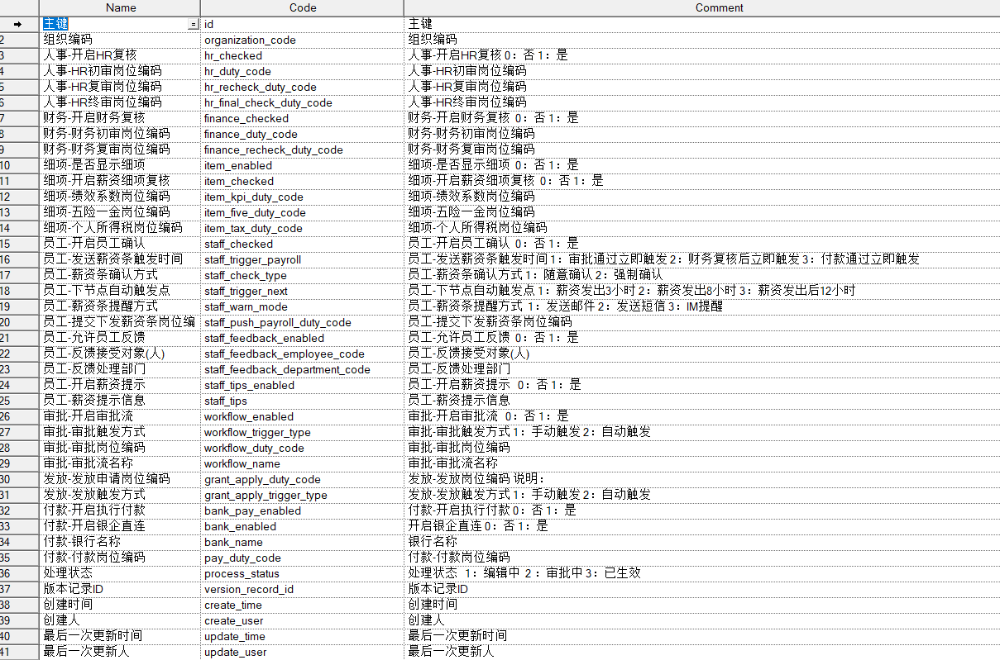 Name Code Comment
主键 = id 主键
2 组织编码 organization_code 组织编码
3 人事-开启HR复核 hr_checked 人事-开启HR复核 0：否 1：是
4 人事-HR初审岗位编码 hr_duty_code 人事-HR初审岗位编码
5 人事-HR复审岗位编码 hr_recheck_duty_code 人事-HR复审岗位编码
6 人事-HR终审岗位编码 hr_final_check_duty_code 人事-HR终审岗位编码
7 财务-开启财务复核 finance_checked 财务-开启财务复核 0：否 1：是
8 财务-财务初审岗位编码 finance_duty_code 财务-财务初审岗位编码
9 财务-财务复审岗位编码 finance_recheck_duty_code 财务-财务复审岗位编码
10 细项-是否显示细项 item_enabled 细项-是否显示细项 0：否 1：是
11 细项-开启薪资细项复核 item_checked 细项-开启薪资细项复核 0：否 1：是
12 细项-绩效系数岗位编码 item_kpi_duty_code 细项-绩效系数岗位编码
13 细项-五险一金岗位编码 item_five_duty_code 细项-五险一金岗位编码
14 细项-个人所得税岗位编码 item_tax_duty_code 细项-个人所得税岗位编码
15 员工-开启员工确认 staff_checked 员工-开启员工确认 0：否 1：是
16 员工-发送薪资条触发时间 staff_trigger_payroll 员工-发送薪资条触发时间 1：审批通过立即触发 2：财务复核后立即触发 3：付款通过立即触发
17 员工-薪资条确认方式 staff_check_type 员工-薪资条确认方式 1：随意确认 2：强制确认
18 员工-下节点自动触发点 staff_trigger_next 员工-下节点自动触发点 1：薪资发出3小时 2：薪资发出8小时 3：薪资发出后12小时
19 员工-薪资条提醒方式 staff_warn_mode 员工-薪资条提醒方式 1：发送邮件 2：发送短信 3：IM提醒
20 员工-提交下发薪资条岗位编 staff_push_payroll_duty_code 员工-提交下发薪资条岗位编码
21 员工-允许员工反馈 staff_feedback_enabled 员工-允许员工反馈 0：否 1：是
22 员工-反馈接受对象(人) staff_feedback_employee_code 员工-反馈接受对象(人)
23 员工-反馈处理部门 staff_feedback_department_code 员工-反馈处理部门
24 员工-开启薪资提示 staff_tips_enabled 员工-开启薪资提示 0：否 1：是
25 员工-薪资提示信息 staff_tips 员工-薪资提示信息
26 审批-开启审批流 workflow_enabled 审批-开启审批流 0：否 1：是
27 审批-审批触发方式 workflow_trigger_type 审批-审批触发方式 1：手动触发 2：自动触发
28 审批-审批岗位编码 workflow_duty_code 审批-审批岗位编码
29 审批-审批流名称 workflow_name 审批-审批流名称
30 发放-发放申请岗位编码 grant_apply_duty_code 发放-发放岗位编码 说明：
31 发放-发放触发方式 grant_apply_trigger_type 发放-发放触发方式 1：手动触发 2：自动触发
32 付款-开启执行付款 bank_pay_enabled 付款-开启执行付款 0：否 1：是
33 付款-开启银企直连 bank_enabled 开启银企直连 0：否 1：是
34 付款-银行名称 bank_name 银行名称
35 付款-付款岗位编码 pay_duty_code 付款-付款岗位编码
36 处理状态 process_status 处理状态 1：编辑中 2：审批中 3：已生效
37 版本记录ID version_record_id 版本记录ID
38 创建时间 create_time 创建时间
39 创建人 create_user 创建人
40 最后一次更新时间 update_time 最后一次更新时间
41 最后一次更新人 update_user 最后一次更新人